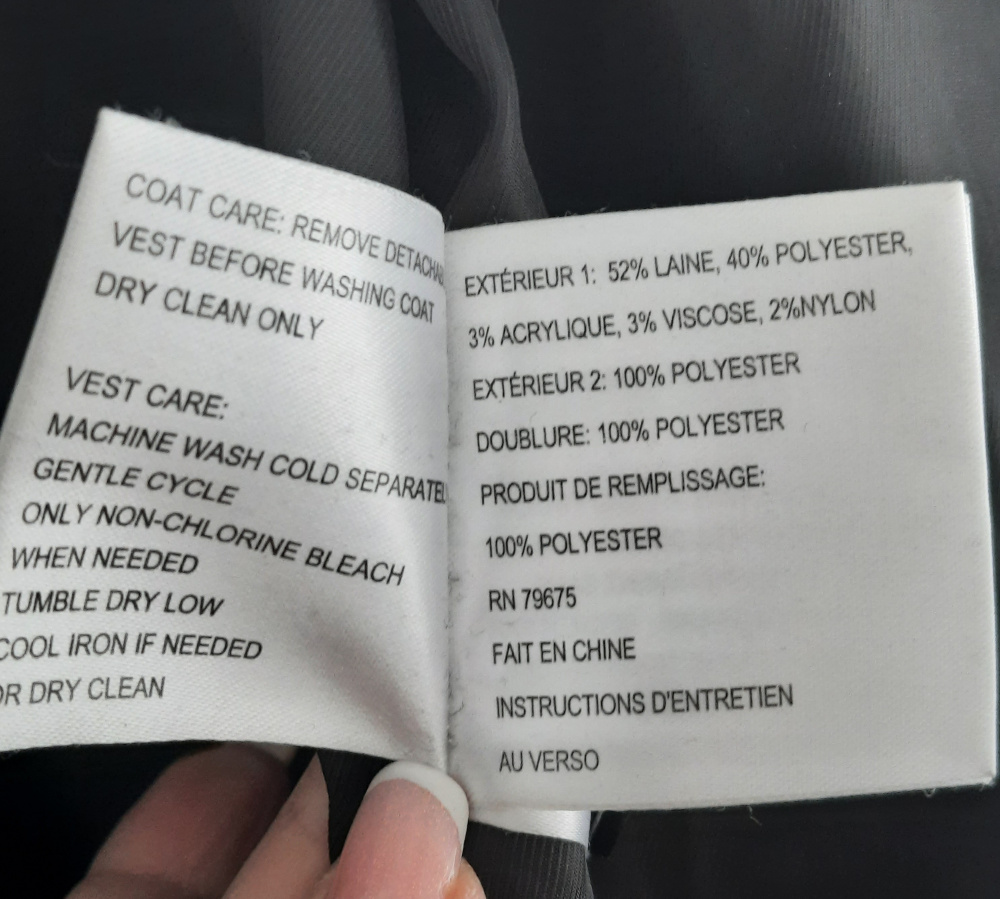 COAT CARE: REMOVE
VEST BEFORE WASHING COAT
DRY CLEAN ONLY
VEST CARE:
MACHINE WASH COLD
GENTLE CYCLE
ONLY NON-CHLORINE BLEACH
WHEN NEEDED
TUMBLE DRY LOW
COOL IRON IF NEEDED
OR DRY CLEAN
EXTÉRIEUR 1: 52% LAINE, 40% POLYESTER,
3% ACRYLIQUE, 3% VISCOSE, 2%NYLON
EXTÉRIEUR 2: 100% POLYESTER
DOUBLURE: 100% POLYESTER
PRODUIT DE REMPLISSAGE:
100% POLYESTER
RN 79675
FAIT EN CHINE
INSTRUCTIONS D'ENTRETIEN
AU VERSO